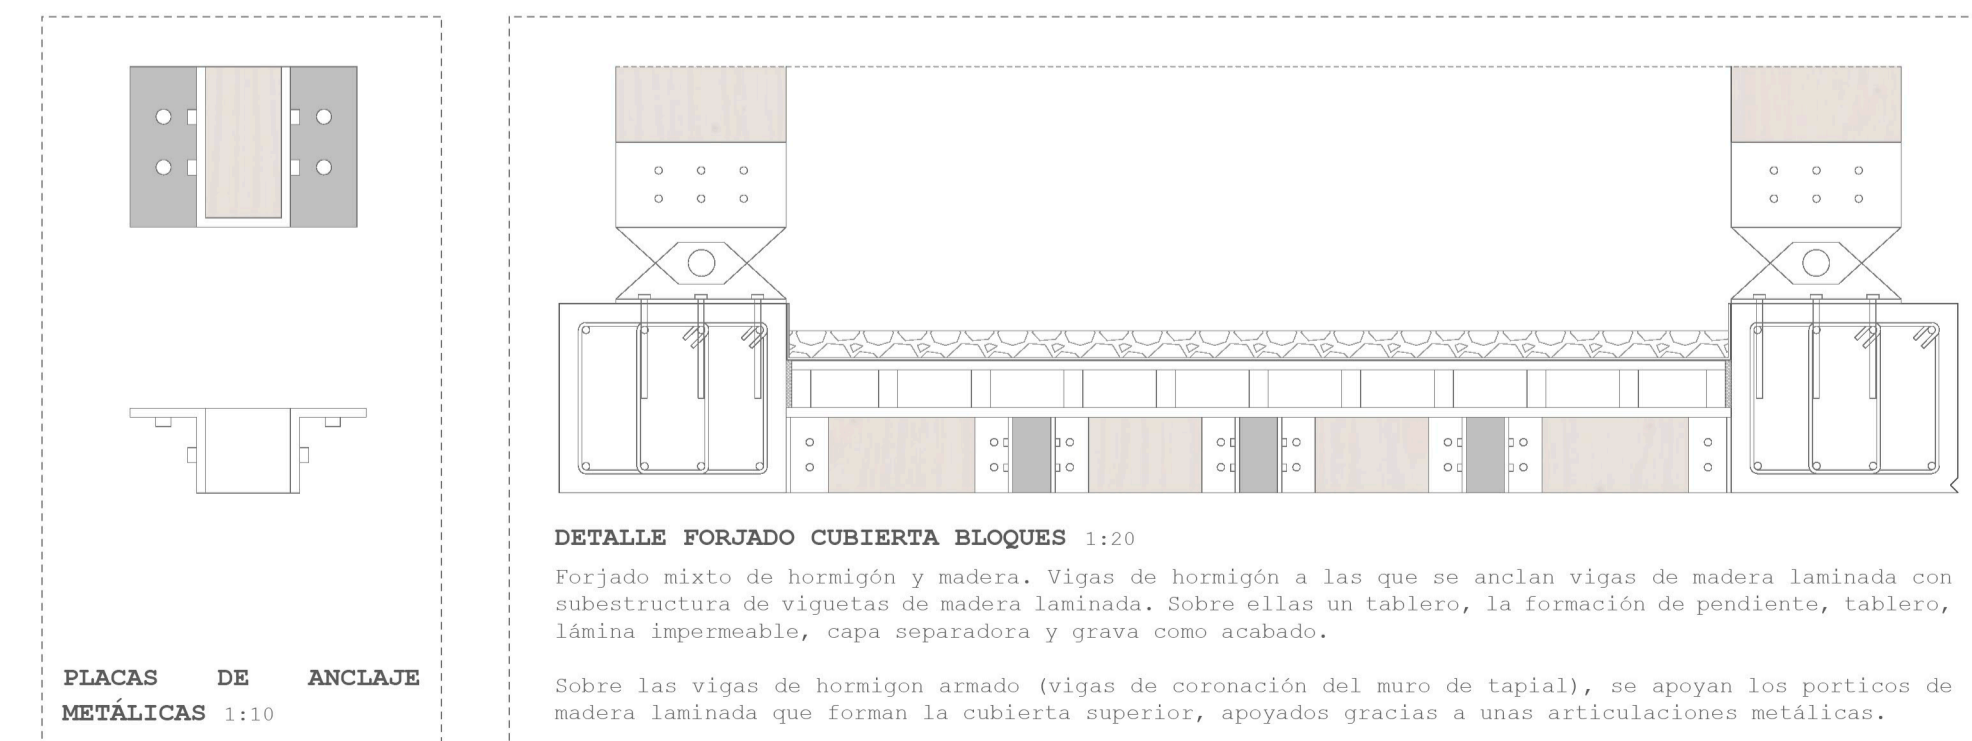 PLACAS DE ANCLAJE
METÁLICAS 1:10
DETALLE FORJADO CUBIERTA BLOQUES 1:20
Forjado mixto de hormigón y madera. Vigas de hormigón a las que se anclan vigas de madera laminada con
subestructura de viguetas de madera laminada. Sobre ellas un tablero, la formación de pendiente, tablero,
lámina impermeable, capa separadora y grava como acabado.
Sobre las vigas de hormigon armado (vigas de coronación del muro de tapial), se apoyan los porticos de
madera laminada que forman la cubierta superior, apoyados gracias a unas articulaciones metálicas.